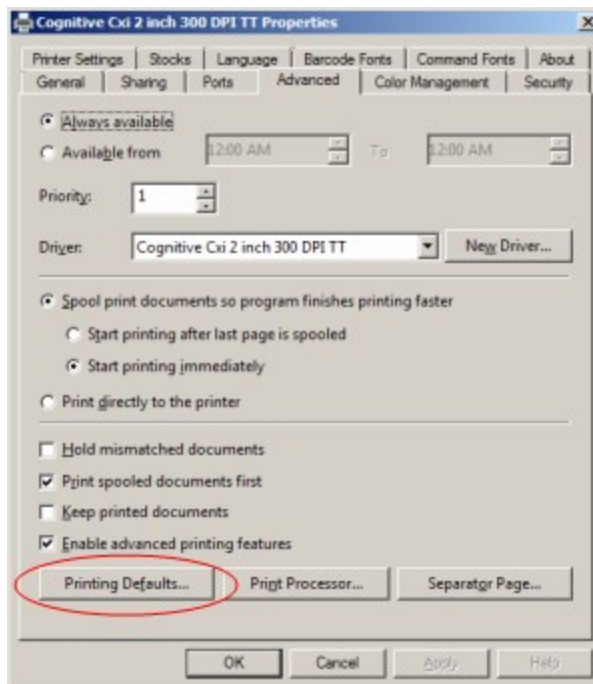 Cognitive Cxi 2 inch 300 DPI TT Properties
Printer Settings Stocks Language Barcode Fonts Command Fonts About
General Sharing Ports Advanced Color Management Security
Always available
Available from 12:00 AM To 12:00 AM
Priority: 1
Driver: Cognitive Cxi 2 inch 300 DPI TT New Driver...
Spool print documents so program finishes printing faster
Start printing after last page is spooled
Start printing immediately
Print directly to the printer
Hold mismatched documents
Print spooled documents first
Keep printed documents
Enable advanced printing features
Printing Defaults... Print Processor... Separator Page...
OK Cancel Apply Help